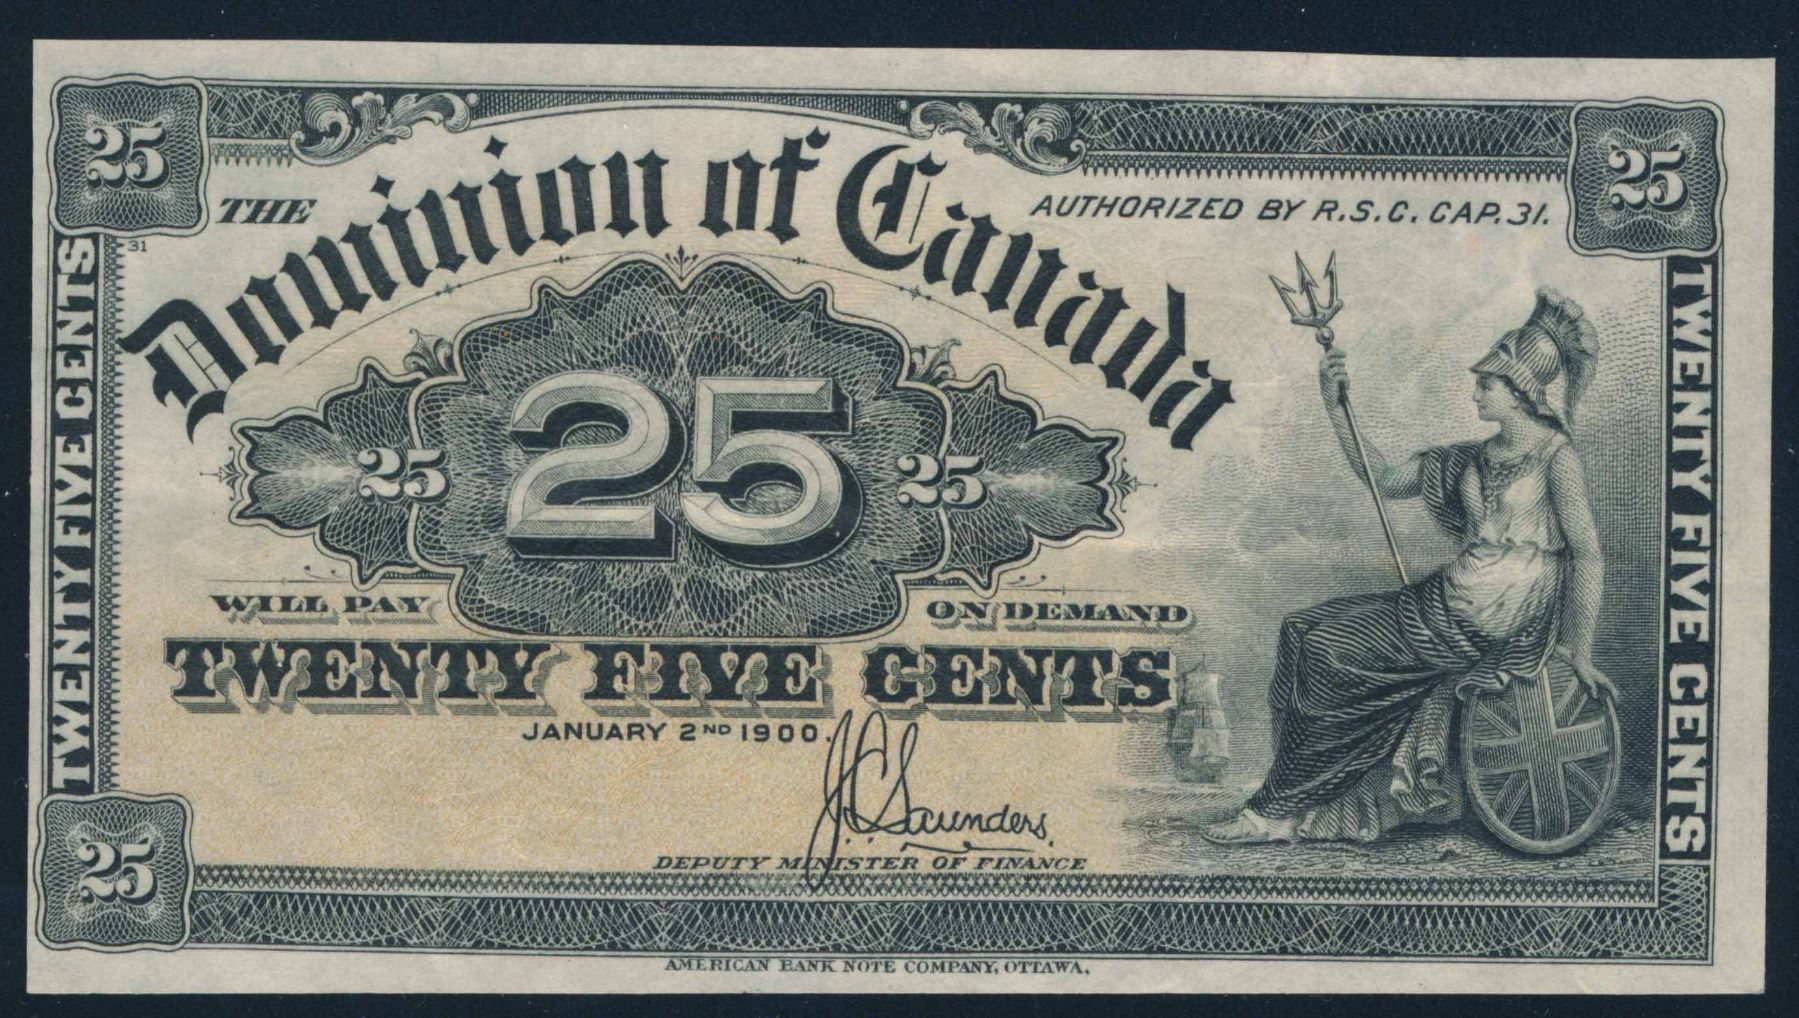 25
25
THE
Dominion of Canada
AUTHORIZED BY R.S.C. CAP. 31.
31
TWENTY FIVE CENTS
TWENTY FIVE CENTS
25
25
25
WILL PAY
ON DEMAND
TWENTY FIVE CENTS
JANUARY 2ND 1900.
J.C. Saunders.
DEPUTY MINISTER OF FINANCE
25
AMERICAN BANK NOTE COMPANY, OTTAWA.